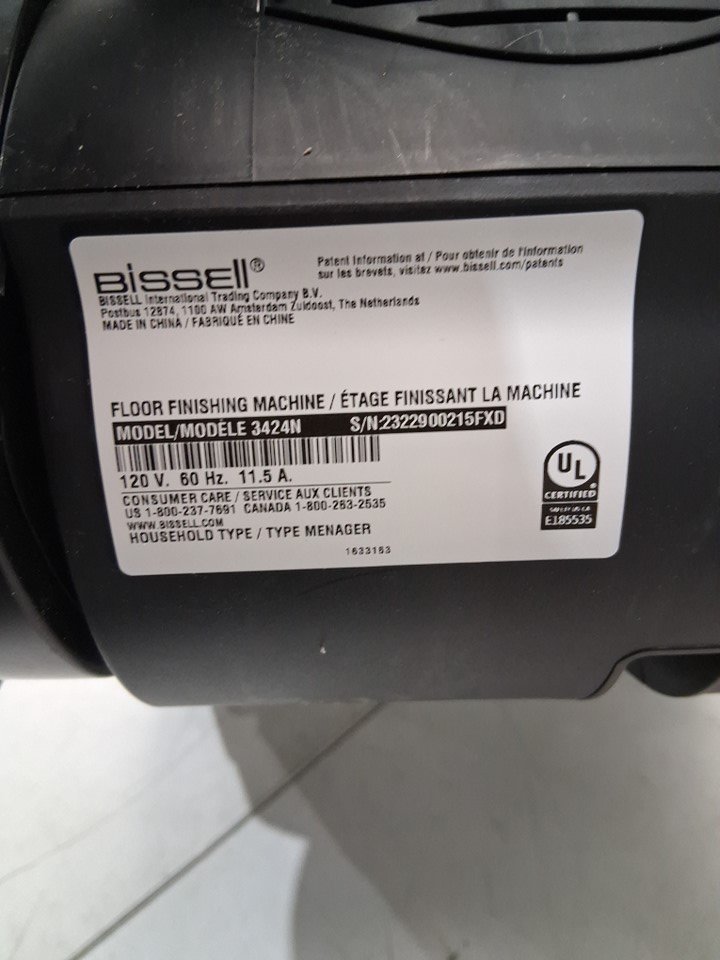 BISSELL®
Patent Information at / Pour obtenir de l'information
sur les brevets, visitez www.bissell.com/patents
BISSELL International Trading Company B.V.
Postbus 12874, 1100 AW Amsterdam Zuidoost, The Netherlands
MADE IN CHINA / FABRIQUÉ EN CHINE
FLOOR FINISHING MACHINE / ÉTAGE FINISSANT LA MACHINE
MODEL/MODÈLE 3424N S/N:2322900215FXD
120 V. 60 Hz. 11.5 A.
CONSUMER CARE / SERVICE AUX CLIENTS
US 1-800-237-7691 CANADA 1-800-263-2535
WWW.BISSELL.COM
HOUSEHOLD TYPE / TYPE MENAGER
1633183
UL
CERTIFIED
E185535